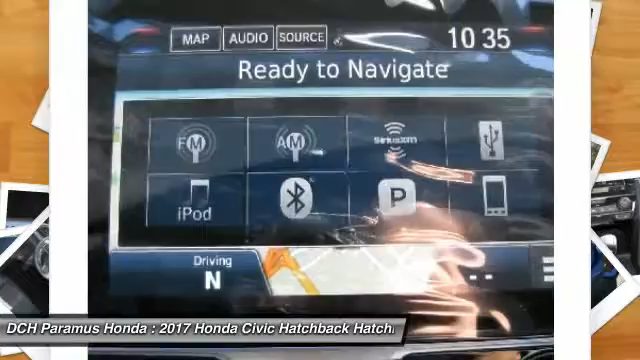 MAP AUDIO SOURCE 10 35
Ready to Navigate
FM AM SiriusXM
iPod P
Driving
N --
DCH Paramus Honda : 2017 Honda Civic Hatchback Hatch